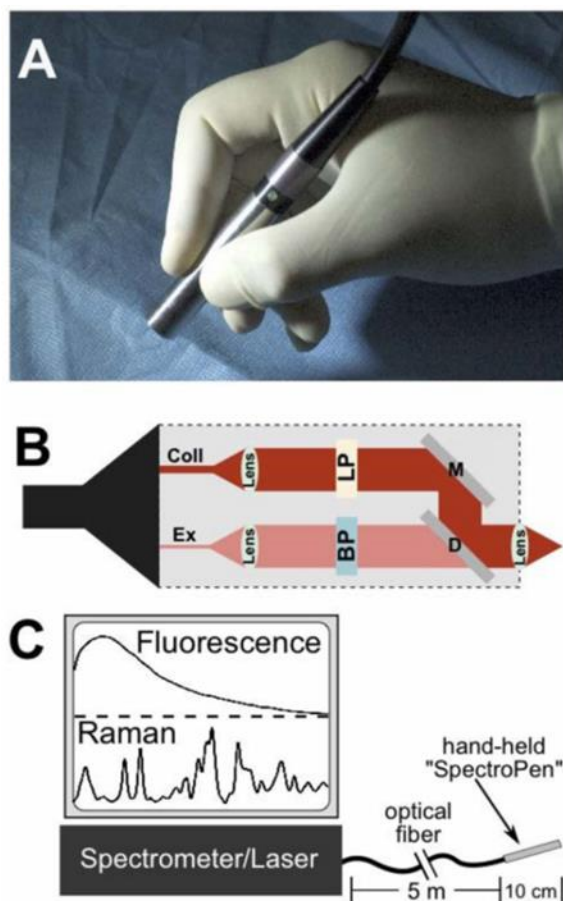 A
B
Coll
Lens
LP
M
Ex
Lens
BP
D
Lens
C
Fluorescence
Raman
hand-held
"SpectroPen"
optical
fiber
Spectrometer/Laser
5 m
10 cm